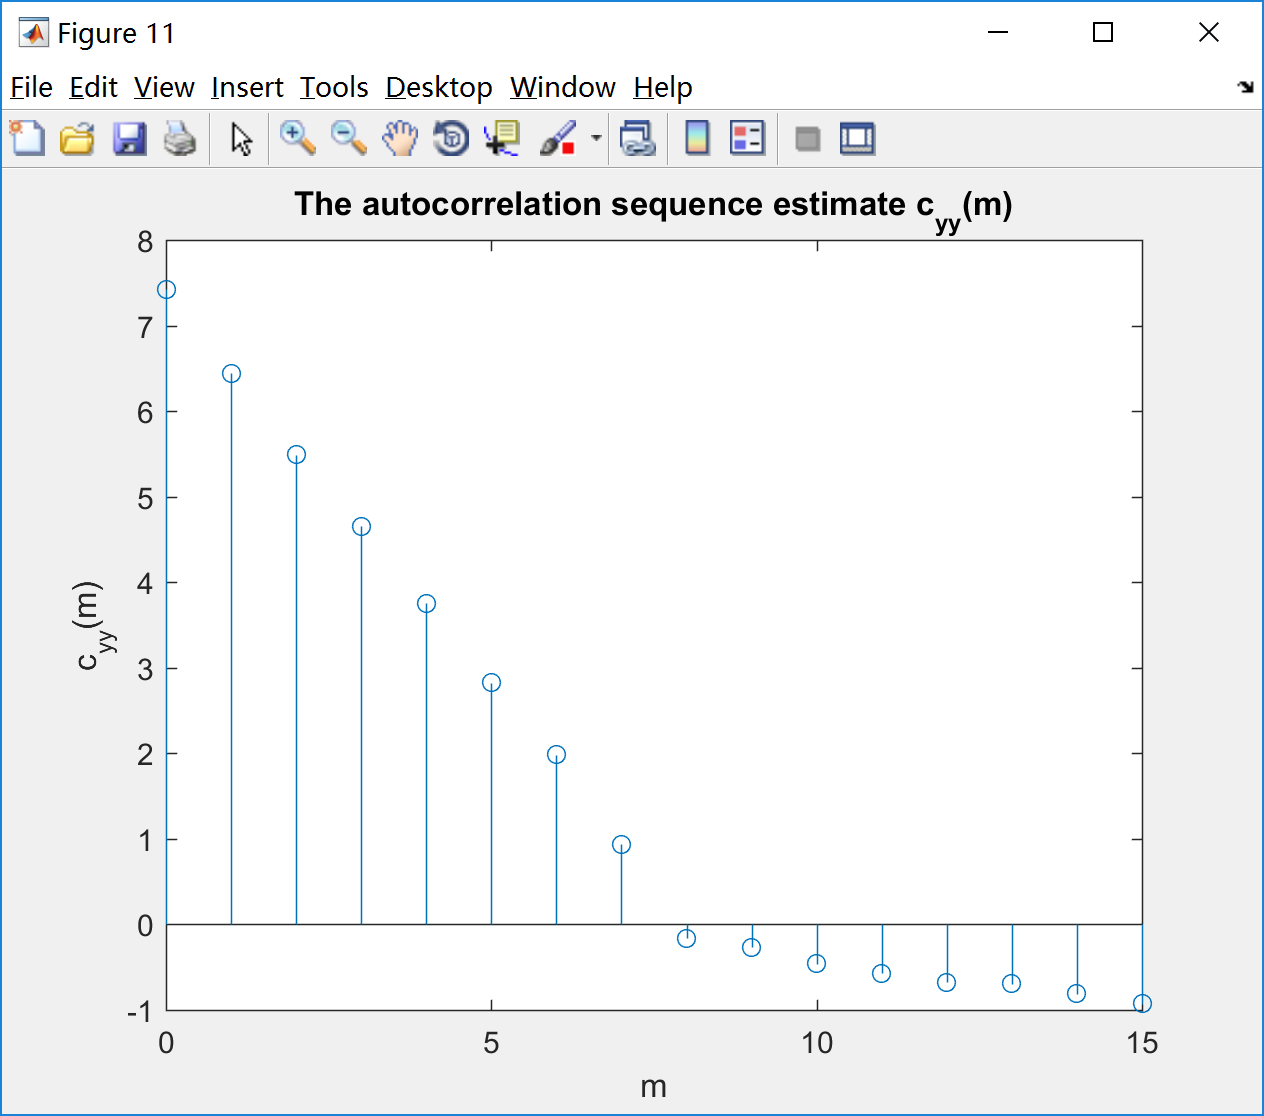 Figure 11
File Edit View Insert Tools Desktop Window Help
The autocorrelation sequence estimate c_yy(m)
8
7
6
5
4
3
2
1
0
-1
c_yy(m)
0 5 10 15
m